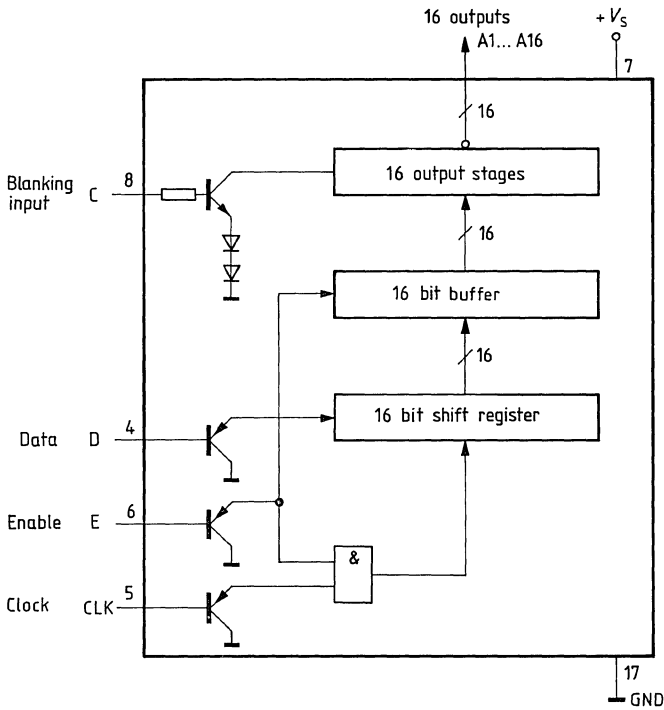 16 outputs
A1... A16
+ VS
7
16
16 output stages
Blanking
input
C
8
16
16 bit buffer
16
16 bit shift register
Data D
4
Enable E
6
&
Clock CLK
5
17
GND